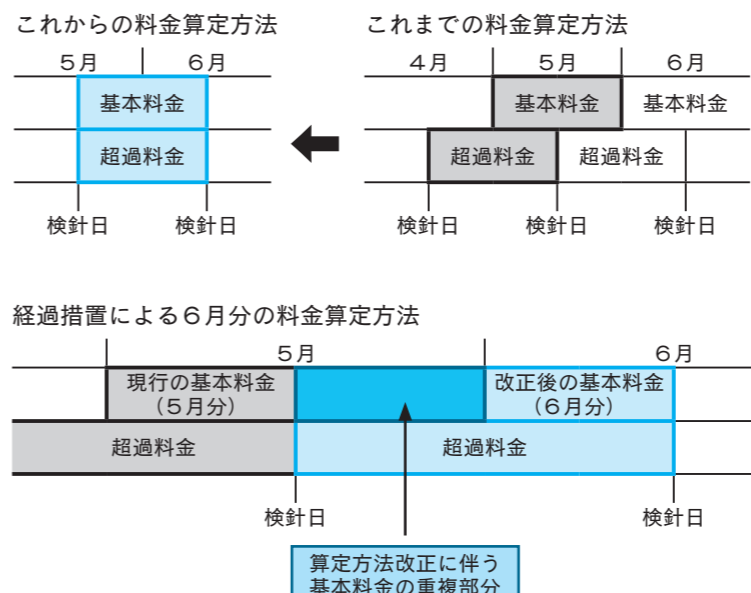 これからの料金算定方法
5月
6月
基本料金
超過料金
検針日
検針日
これまでの料金算定方法
4月
5月
6月
基本料金
基本料金
超過料金
超過料金
検針日
検針日
検針日
経過措置による6月分の料金算定方法
5月
6月
現行の基本料金
(5月分)
改正後の基本料金
(6月分)
超過料金
超過料金
検針日
検針日
算定方法改正に伴う
基本料金の重複部分